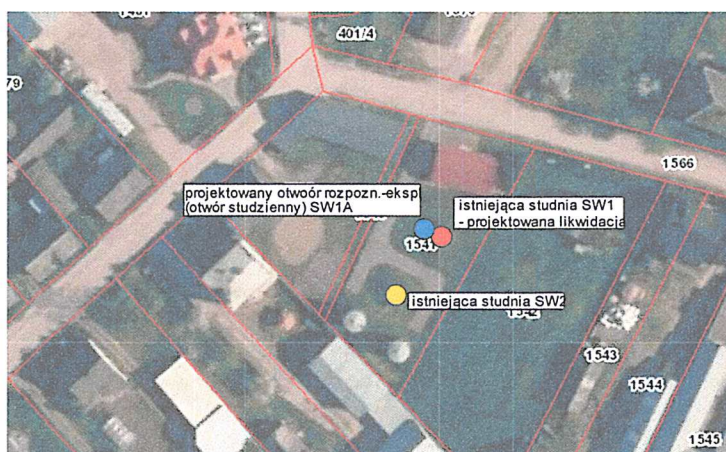 401/4
1566
projektowany otwoór rozpozn.-eksp
(otwór studzienny) SW1A
istniejąca studnia SW1
- projektowana likwidacja
istniejąca studnia SW2
1542
1543
1544
1545